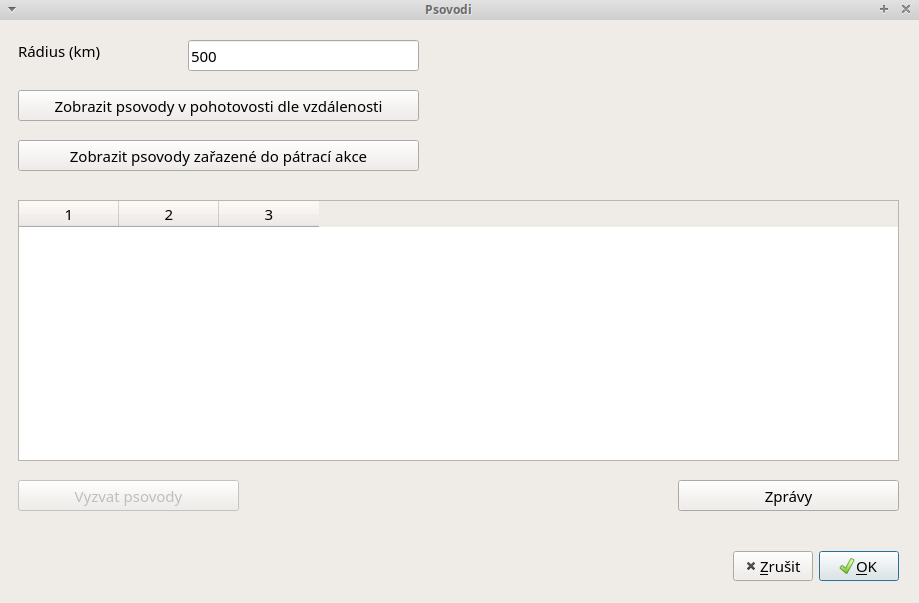 Psovodi
Rádius (km)
500
Zobrazit psovody v pohotovosti dle vzdálenosti
Zobrazit psovody zařazené do pátrací akce
1 2 3
Vyzvat psovody
Zprávy
Zrušit
OK